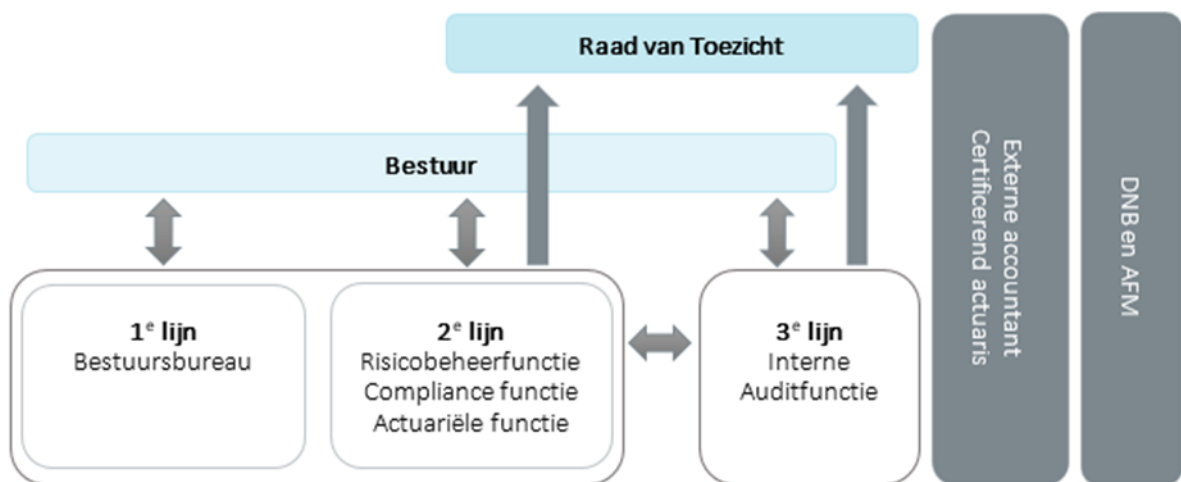 Raad van Toezicht
Bestuur
1e lijn
Bestuursbureau
2e lijn
Risicobeheerfunctie
Compliance functie
Actuariële functie
3e lijn
Interne
Auditfunctie
Externe accountant
Certificerend actuaris
DNB en AFM